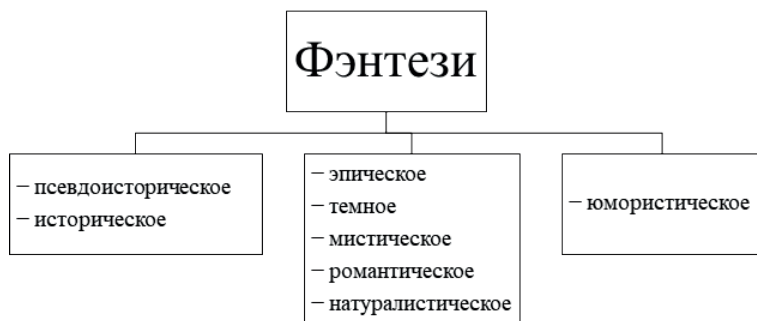 Фэнтези
– псевдоисторическое
– историческое
– эпическое
– темное
– мистическое
– романтическое
– натуралистическое
– юмористическое